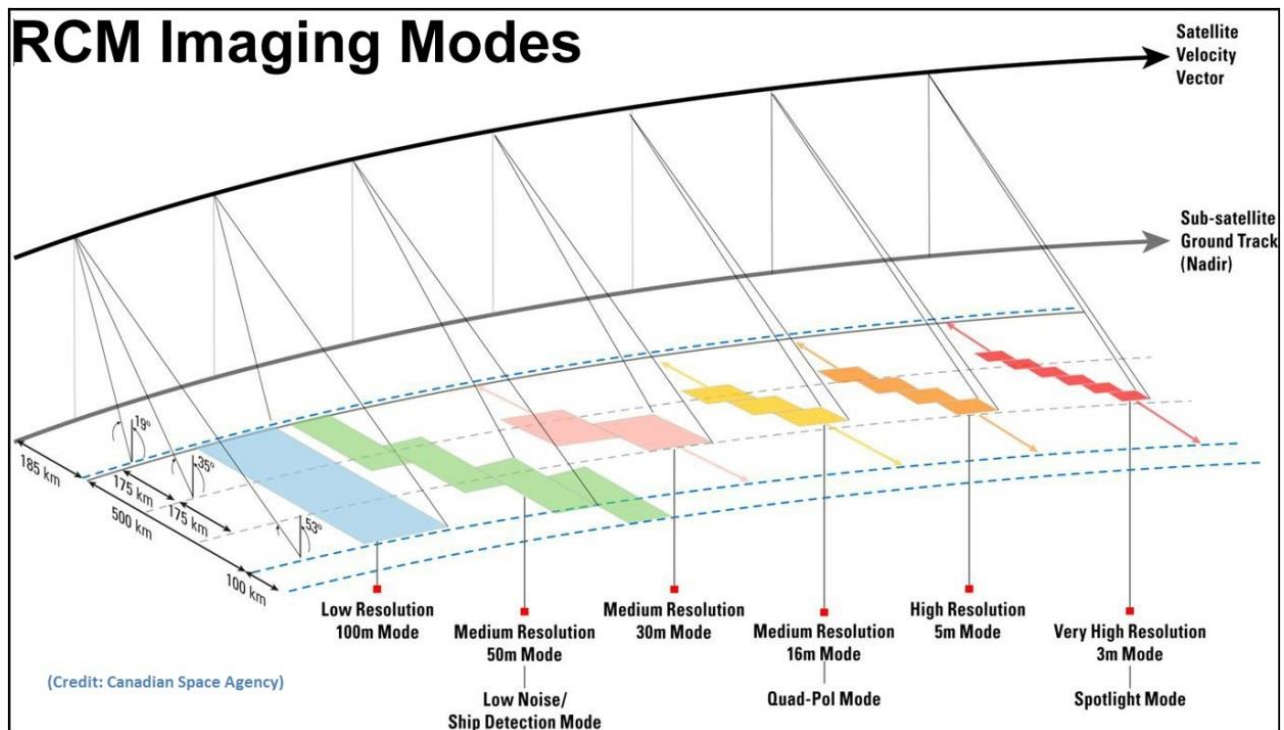 RCM Imaging Modes
Satellite
Velocity
Vector
Sub-satellite
Ground Track
(Nadir)
19°
35°
53°
185 km
175 km
175 km
500 km
100 km
Low Resolution
100m Mode
Medium Resolution
50m Mode
Low Noise/
Ship Detection Mode
Medium Resolution
30m Mode
Medium Resolution
16m Mode
Quad-Pol Mode
High Resolution
5m Mode
Very High Resolution
3m Mode
Spotlight Mode
(Credit: Canadian Space Agency)